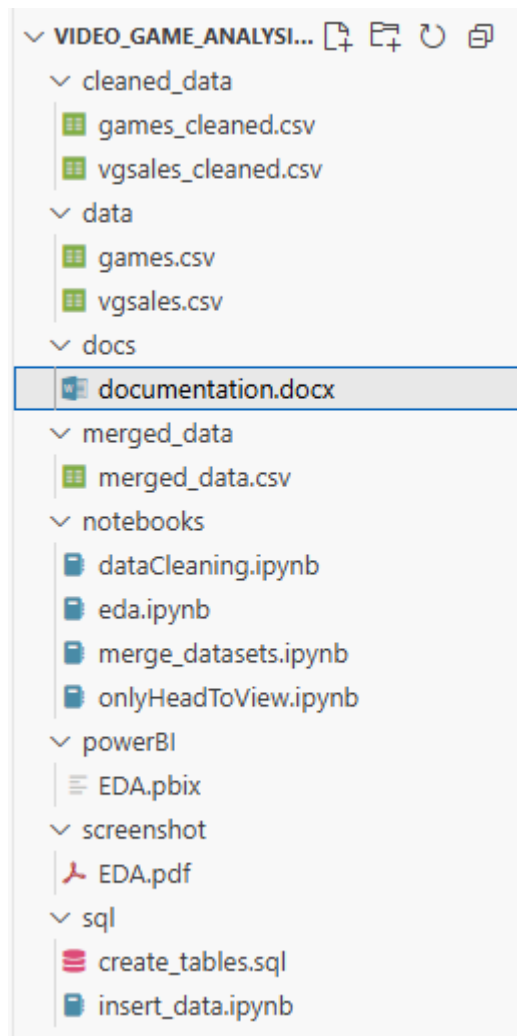 VIDEO_GAME_ANALYSI...
cleaned_data
games_cleaned.csv
vgsales_cleaned.csv
data
games.csv
vgsales.csv
docs
documentation.docx
merged_data
merged_data.csv
notebooks
dataCleaning.ipynb
eda.ipynb
merge_datasets.ipynb
onlyHeadToView.ipynb
powerBI
EDA.pbix
screenshot
EDA.pdf
sql
create_tables.sql
insert_data.ipynb